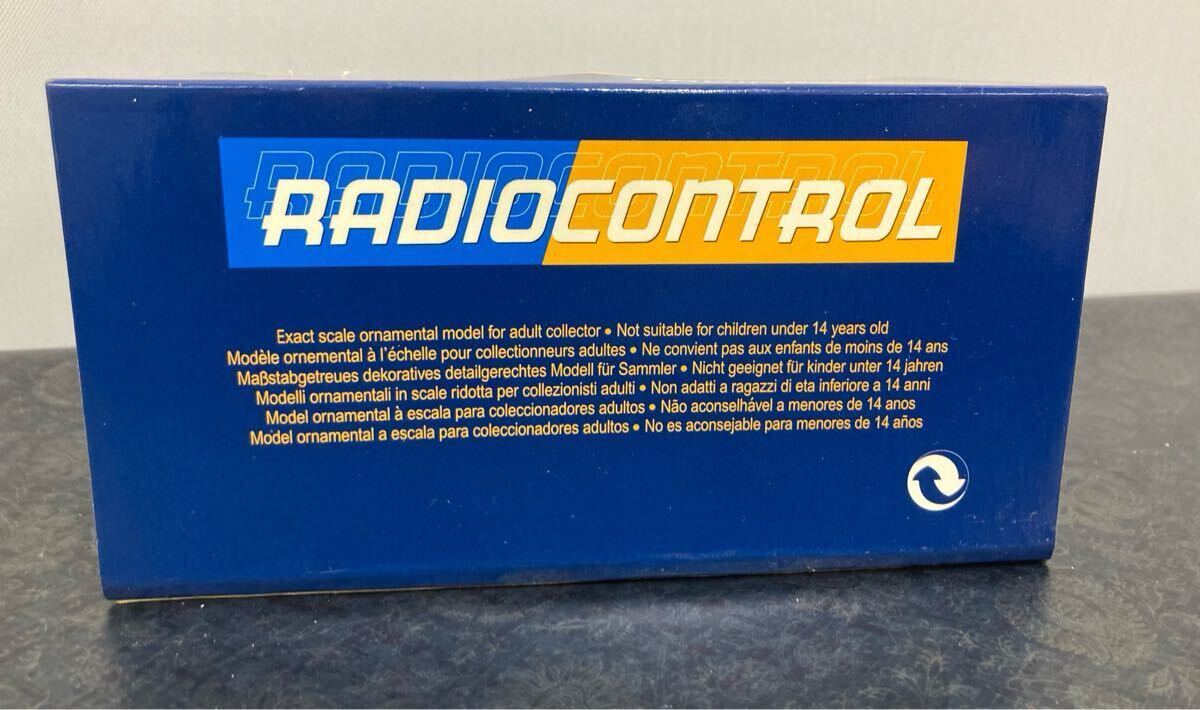 RADIOCONTROL
Exact scale ornamental model for adult collector • Not suitable for children under 14 years old
Modèle ornemental à l'échelle pour collectionneurs adultes • Ne convient pas aux enfants de moins de 14 ans
Maßstabgetreues dekoratives detailgerechtes Modell für Sammler • Nicht geeignet für kinder unter 14 jahren
Modelli ornamentali in scale ridotta per collezionisti adulti • Non adatti a ragazzi di eta inferiore a 14 anni
Model ornamental à escala para coleccionadores adultos • Não aconselhável a menores de 14 anos
Model ornamental a escala para coleccionadores adultos • No es aconsejable para menores de 14 años